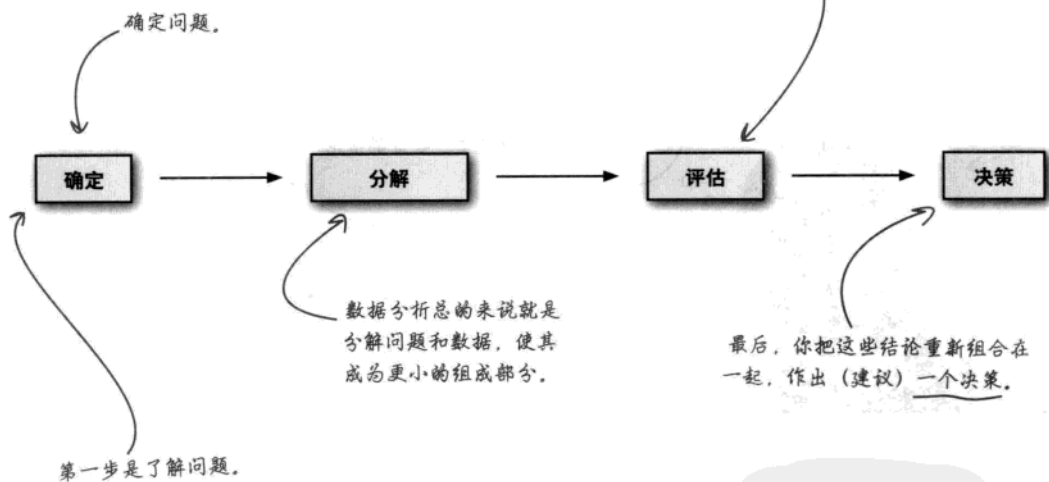 确定问题。
确定
分解
评估
决策
数据分析总的来说就是
分解问题和数据，使其
成为更小的组成部分。
最后，你把这些结论重新组合在
一起，作出（建议）一个决策。
第一步是了解问题。